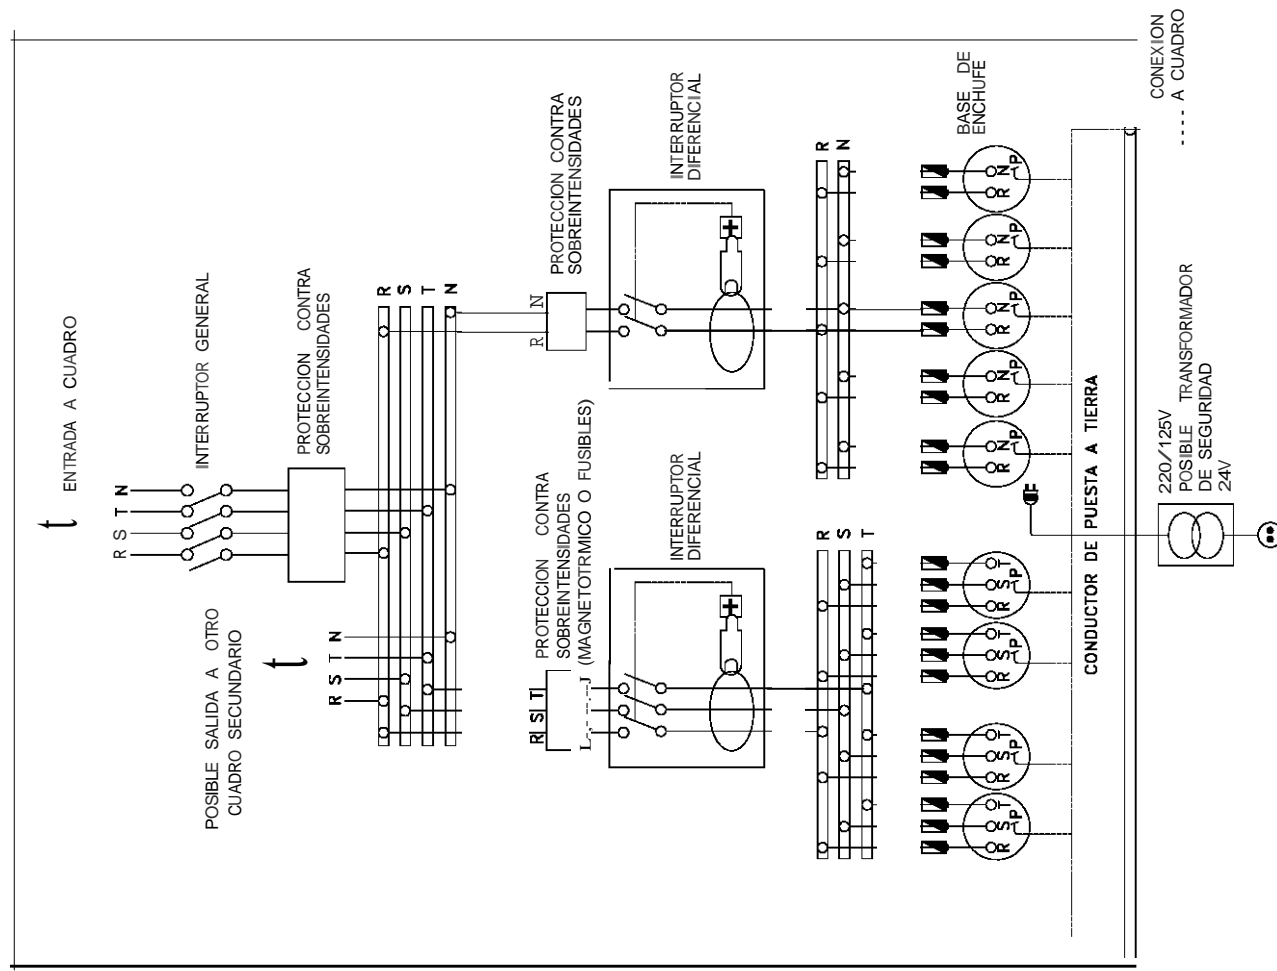 ENTRADA A CUADRO
R S T N
INTERRUPTOR GENERAL
PROTECCION CONTRA
SOBREINTENSIDADES
R
S
T
N
POSIBLE SALIDA A OTRO
CUADRO SECUNDARIO
R S T N
PROTECCION CONTRA
SOBREINTENSIDADES
(MAGNETOTRMICO O FUSIBLES)
R S T
INTERRUPTOR
DIFERENCIAL
R
S
T
PROTECCION CONTRA
SOBREINTENSIDADES
R N
INTERRUPTOR
DIFERENCIAL
R
N
BASE DE
ENCHUFE
R S T P
R S T P
R S T P
R S T P
R N P
R N P
R N P
R N P
R N P
CONDUCTOR DE PUESTA A TIERRA
220/125V
POSIBLE TRANSFORMADOR
DE SEGURIDAD
24V
CONEXION
---- A CUADRO